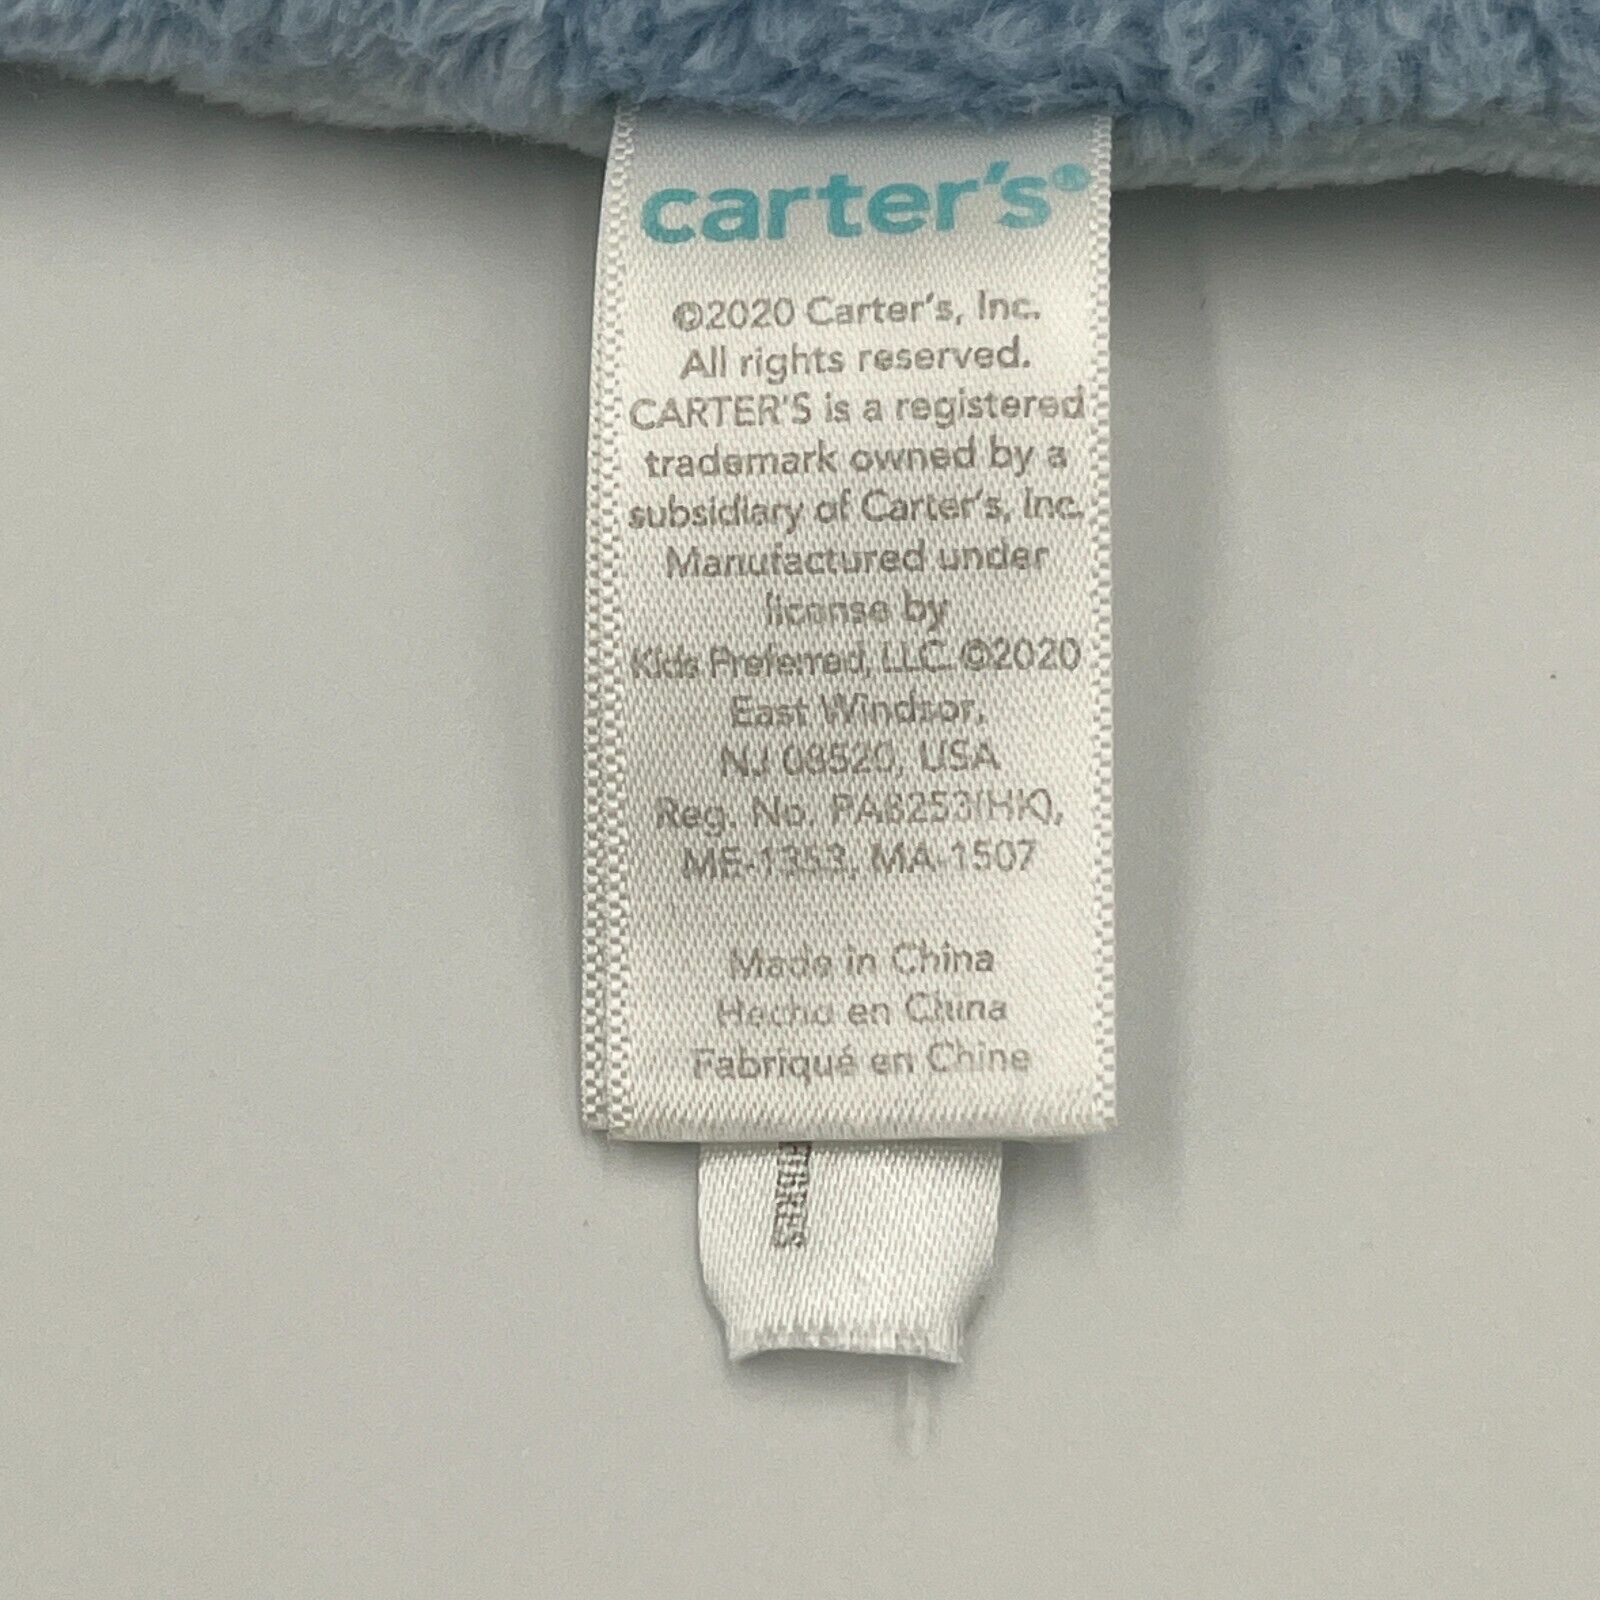 carter's®
©2020 Carter's, Inc.
All rights reserved.
CARTER'S is a registered
trademark owned by a
subsidiary of Carter's, Inc.
Manufactured under
license by
Kids Preferred, LLC. ©2020
East Windsor,
NJ 08520, USA
Reg. No. PA8253(HK),
ME-1353, MA-1507
Made in China
Hecho en China
Fabriqué en Chine